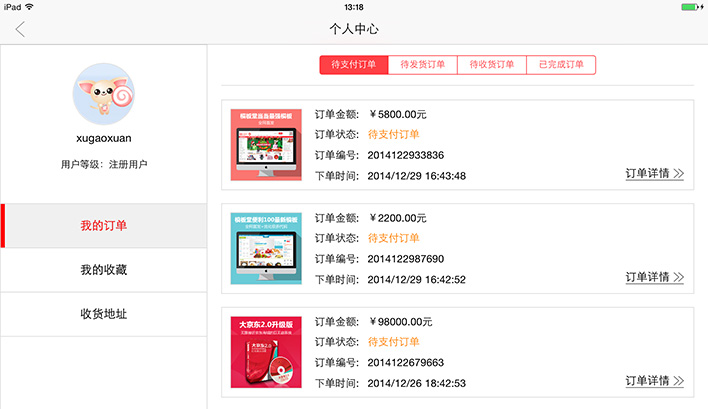 iPad 13:18
个人中心
xugaoxuan
用户等级：注册用户
我的订单
我的收藏
收货地址
待支付订单 待发货订单 待收货订单 已完成订单
订单金额: ￥5800.00元
订单状态: 待支付订单
订单编号: 2014122933836
下单时间: 2014/12/29 16:43:48
订单详情
订单金额: ￥2200.00元
订单状态: 待支付订单
订单编号: 2014122987690
下单时间: 2014/12/29 16:42:52
订单详情
大京东2.0升级版
订单金额: ￥98000.00元
订单状态: 待支付订单
订单编号: 2014122679663
下单时间: 2014/12/26 18:42:53
订单详情